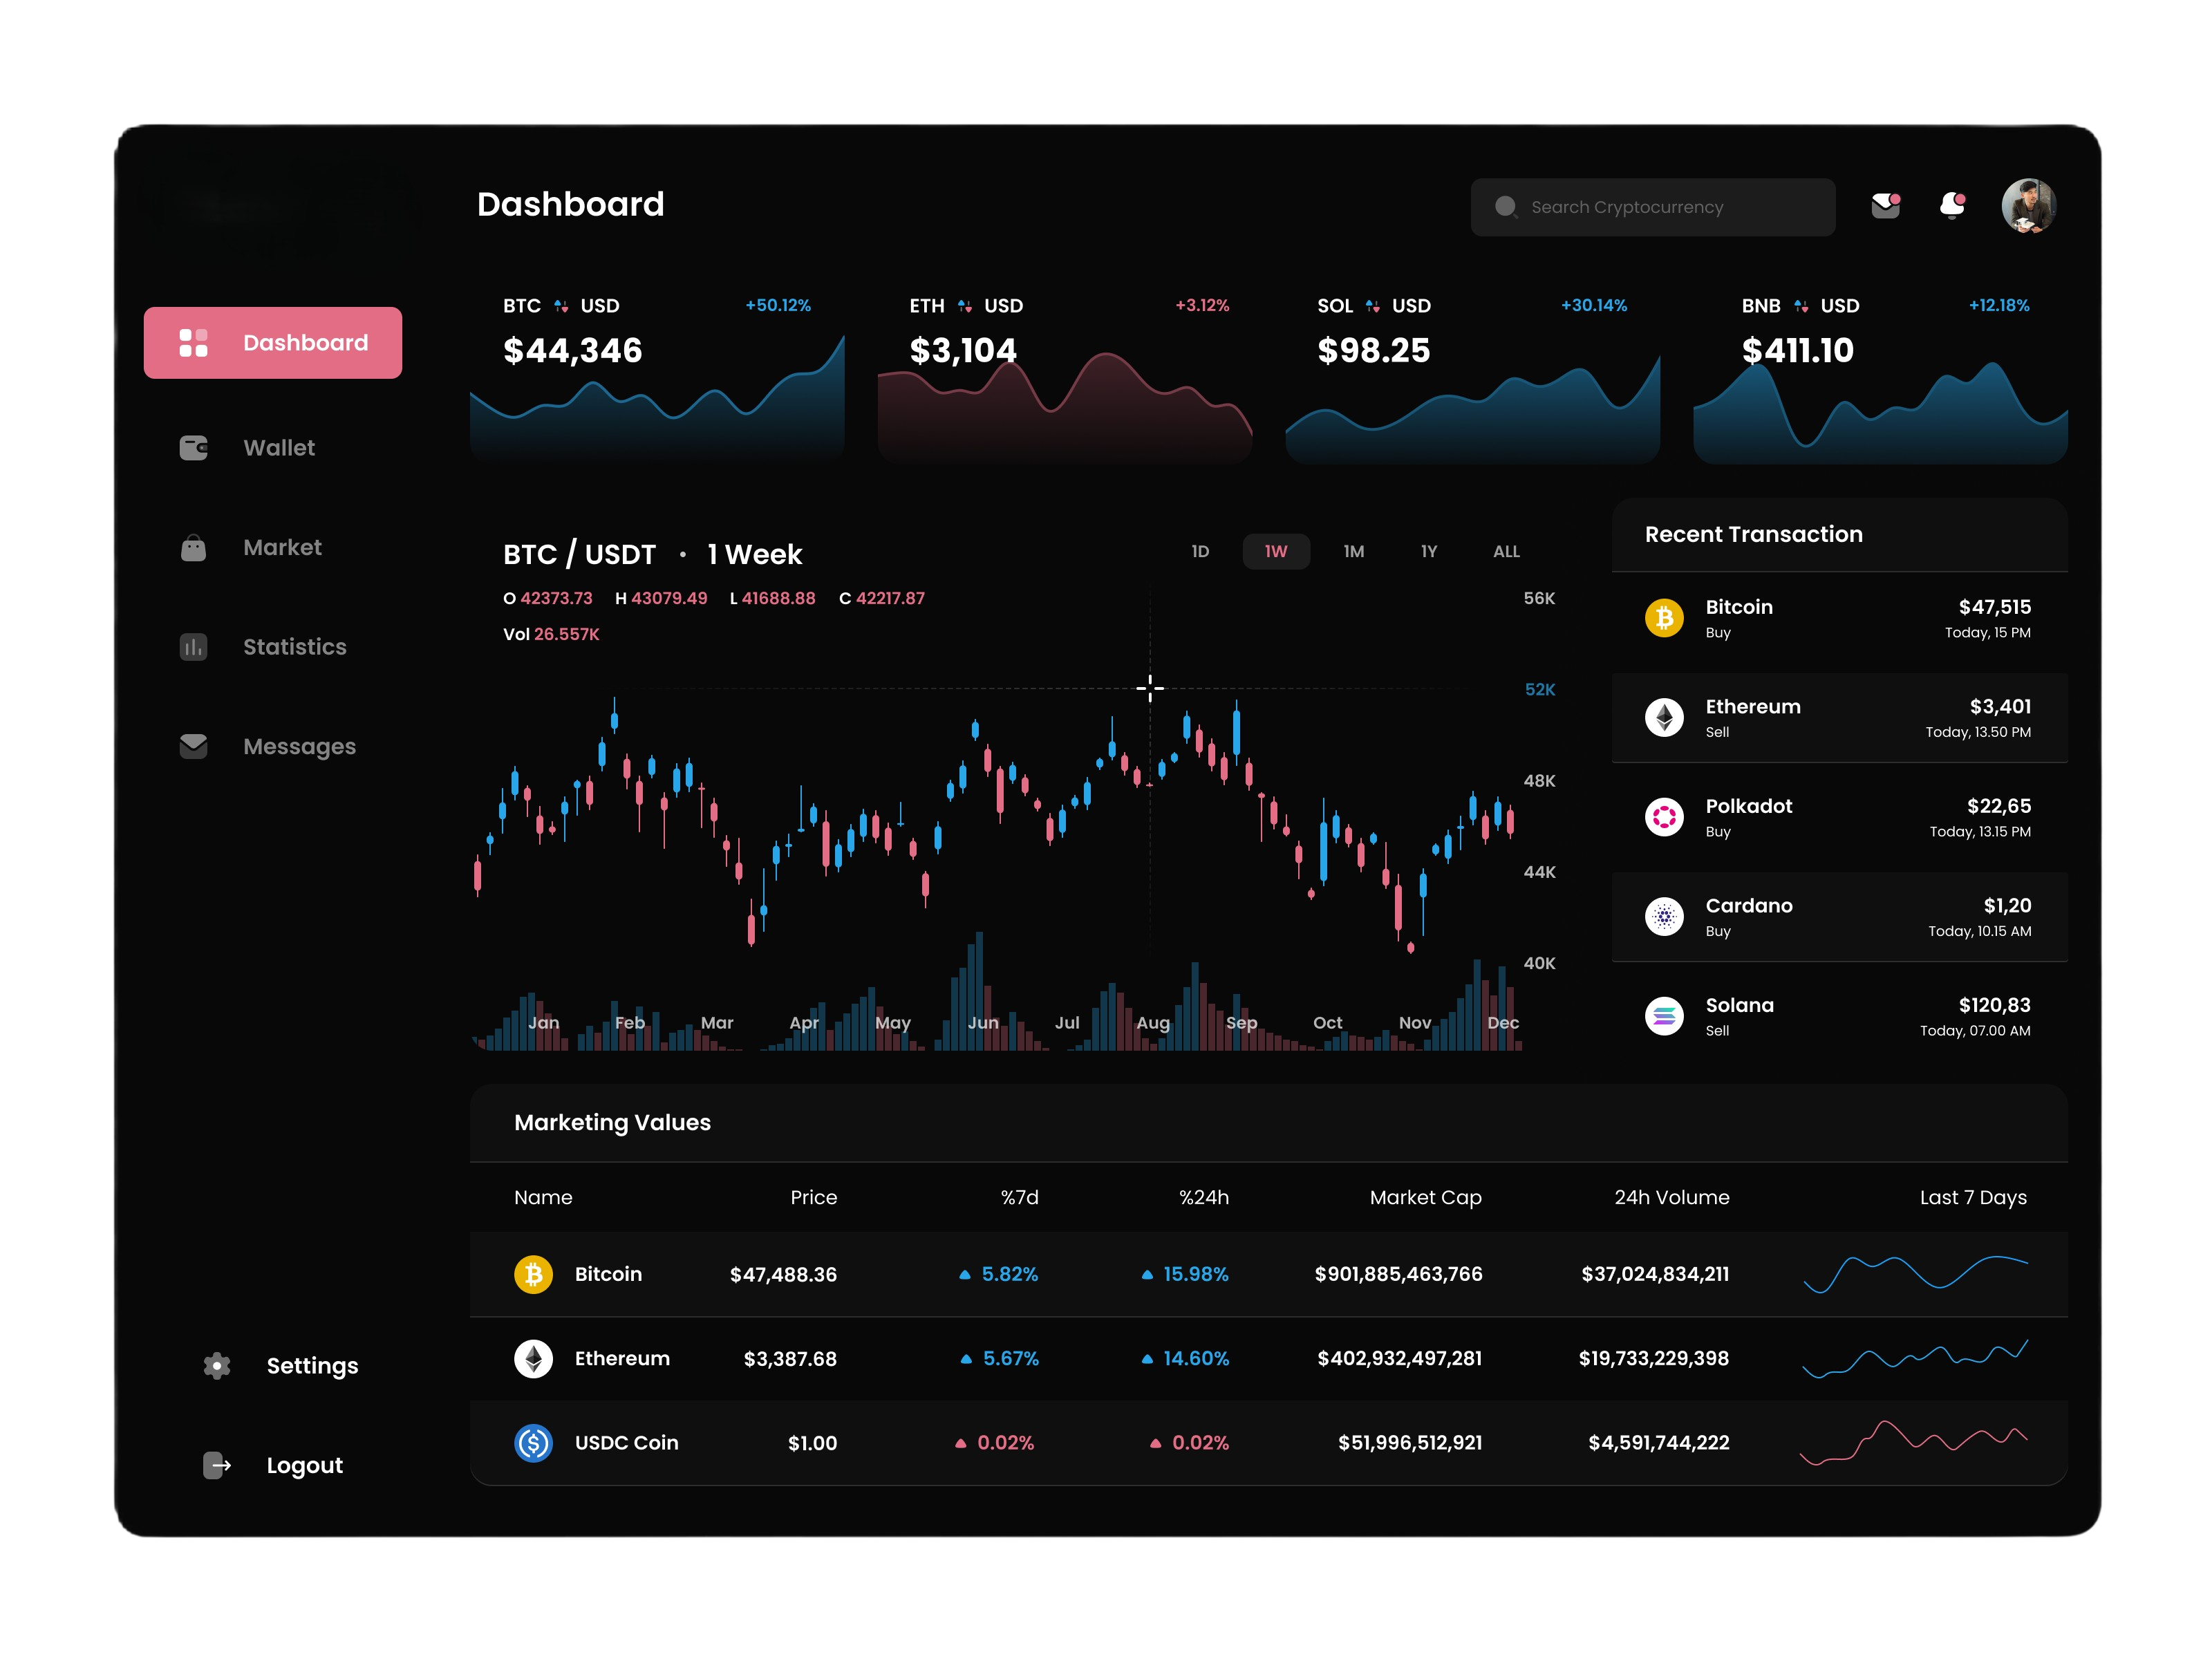 Dashboard
Search Cryptocurrency
Dashboard
Wallet
Market
Statistics
Messages
Settings
Logout
BTC USD +50.12%
$44,346
ETH USD +3.12%
$3,104
SOL USD +30.14%
$98.25
BNB USD +12.18%
$411.10
BTC / USDT • 1 Week
1D 1W 1M 1Y ALL
O 42373.73 H 43079.49 L 41688.88 C 42217.87
Vol 26.557K
56K
52K
48K
44K
40K
Jan Feb Mar Apr May Jun Jul Aug Sep Oct Nov Dec
Recent Transaction
Bitcoin $47,515
Buy Today, 15 PM
Ethereum $3,401
Sell Today, 13.50 PM
Polkadot $22,65
Buy Today, 13.15 PM
Cardano $1,20
Buy Today, 10.15 AM
Solana $120,83
Sell Today, 07.00 AM
Marketing Values
Name Price %7d %24h Market Cap 24h Volume Last 7 Days
Bitcoin $47,488.36 5.82% 15.98% $901,885,463,766 $37,024,834,211
Ethereum $3,387.68 5.67% 14.60% $402,932,497,281 $19,733,229,398
USDC Coin $1.00 0.02% 0.02% $51,996,512,921 $4,591,744,222